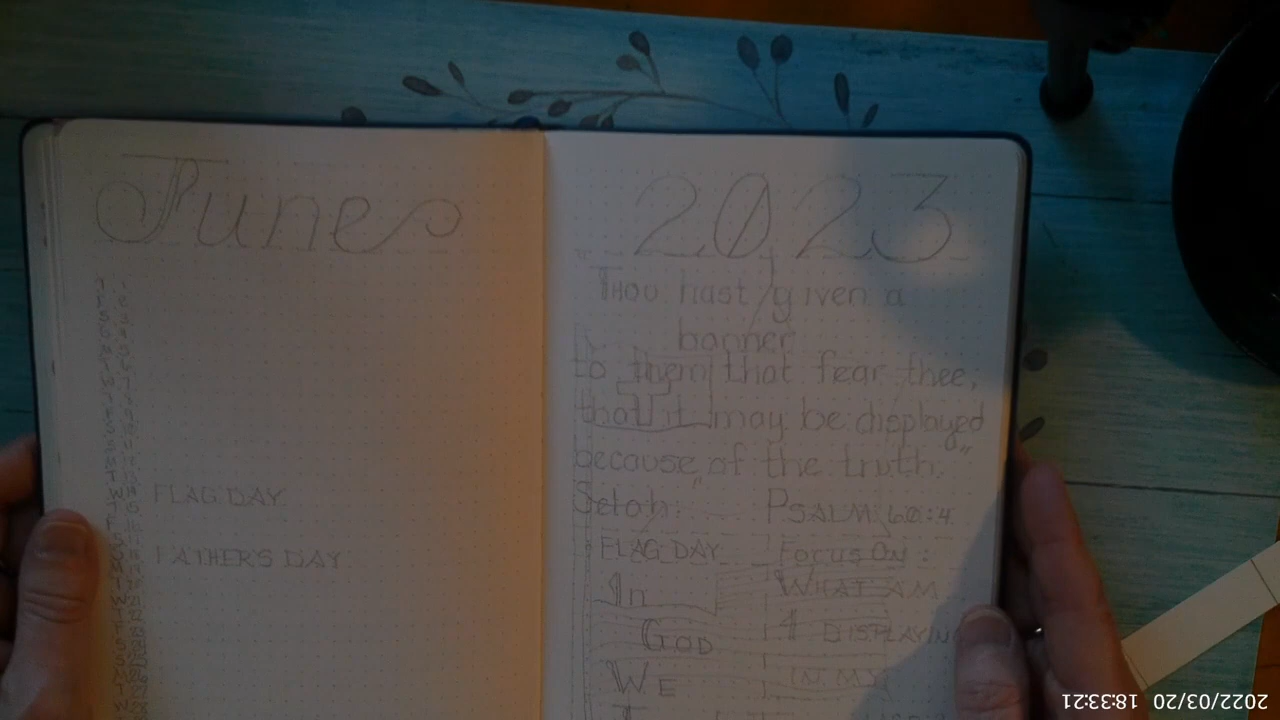 June
FLAG DAY
FATHER'S DAY
2023
Thou hast given a
banner
to them that fear thee,
that it may be displayed
because of the truth."
Selah:
PSALM 60:4
FLAG DAY
In
GOD
WE
FOCUS ON:
WHAT AM
I DISPLAYING
IN MY
2022/03/20 18:33:21